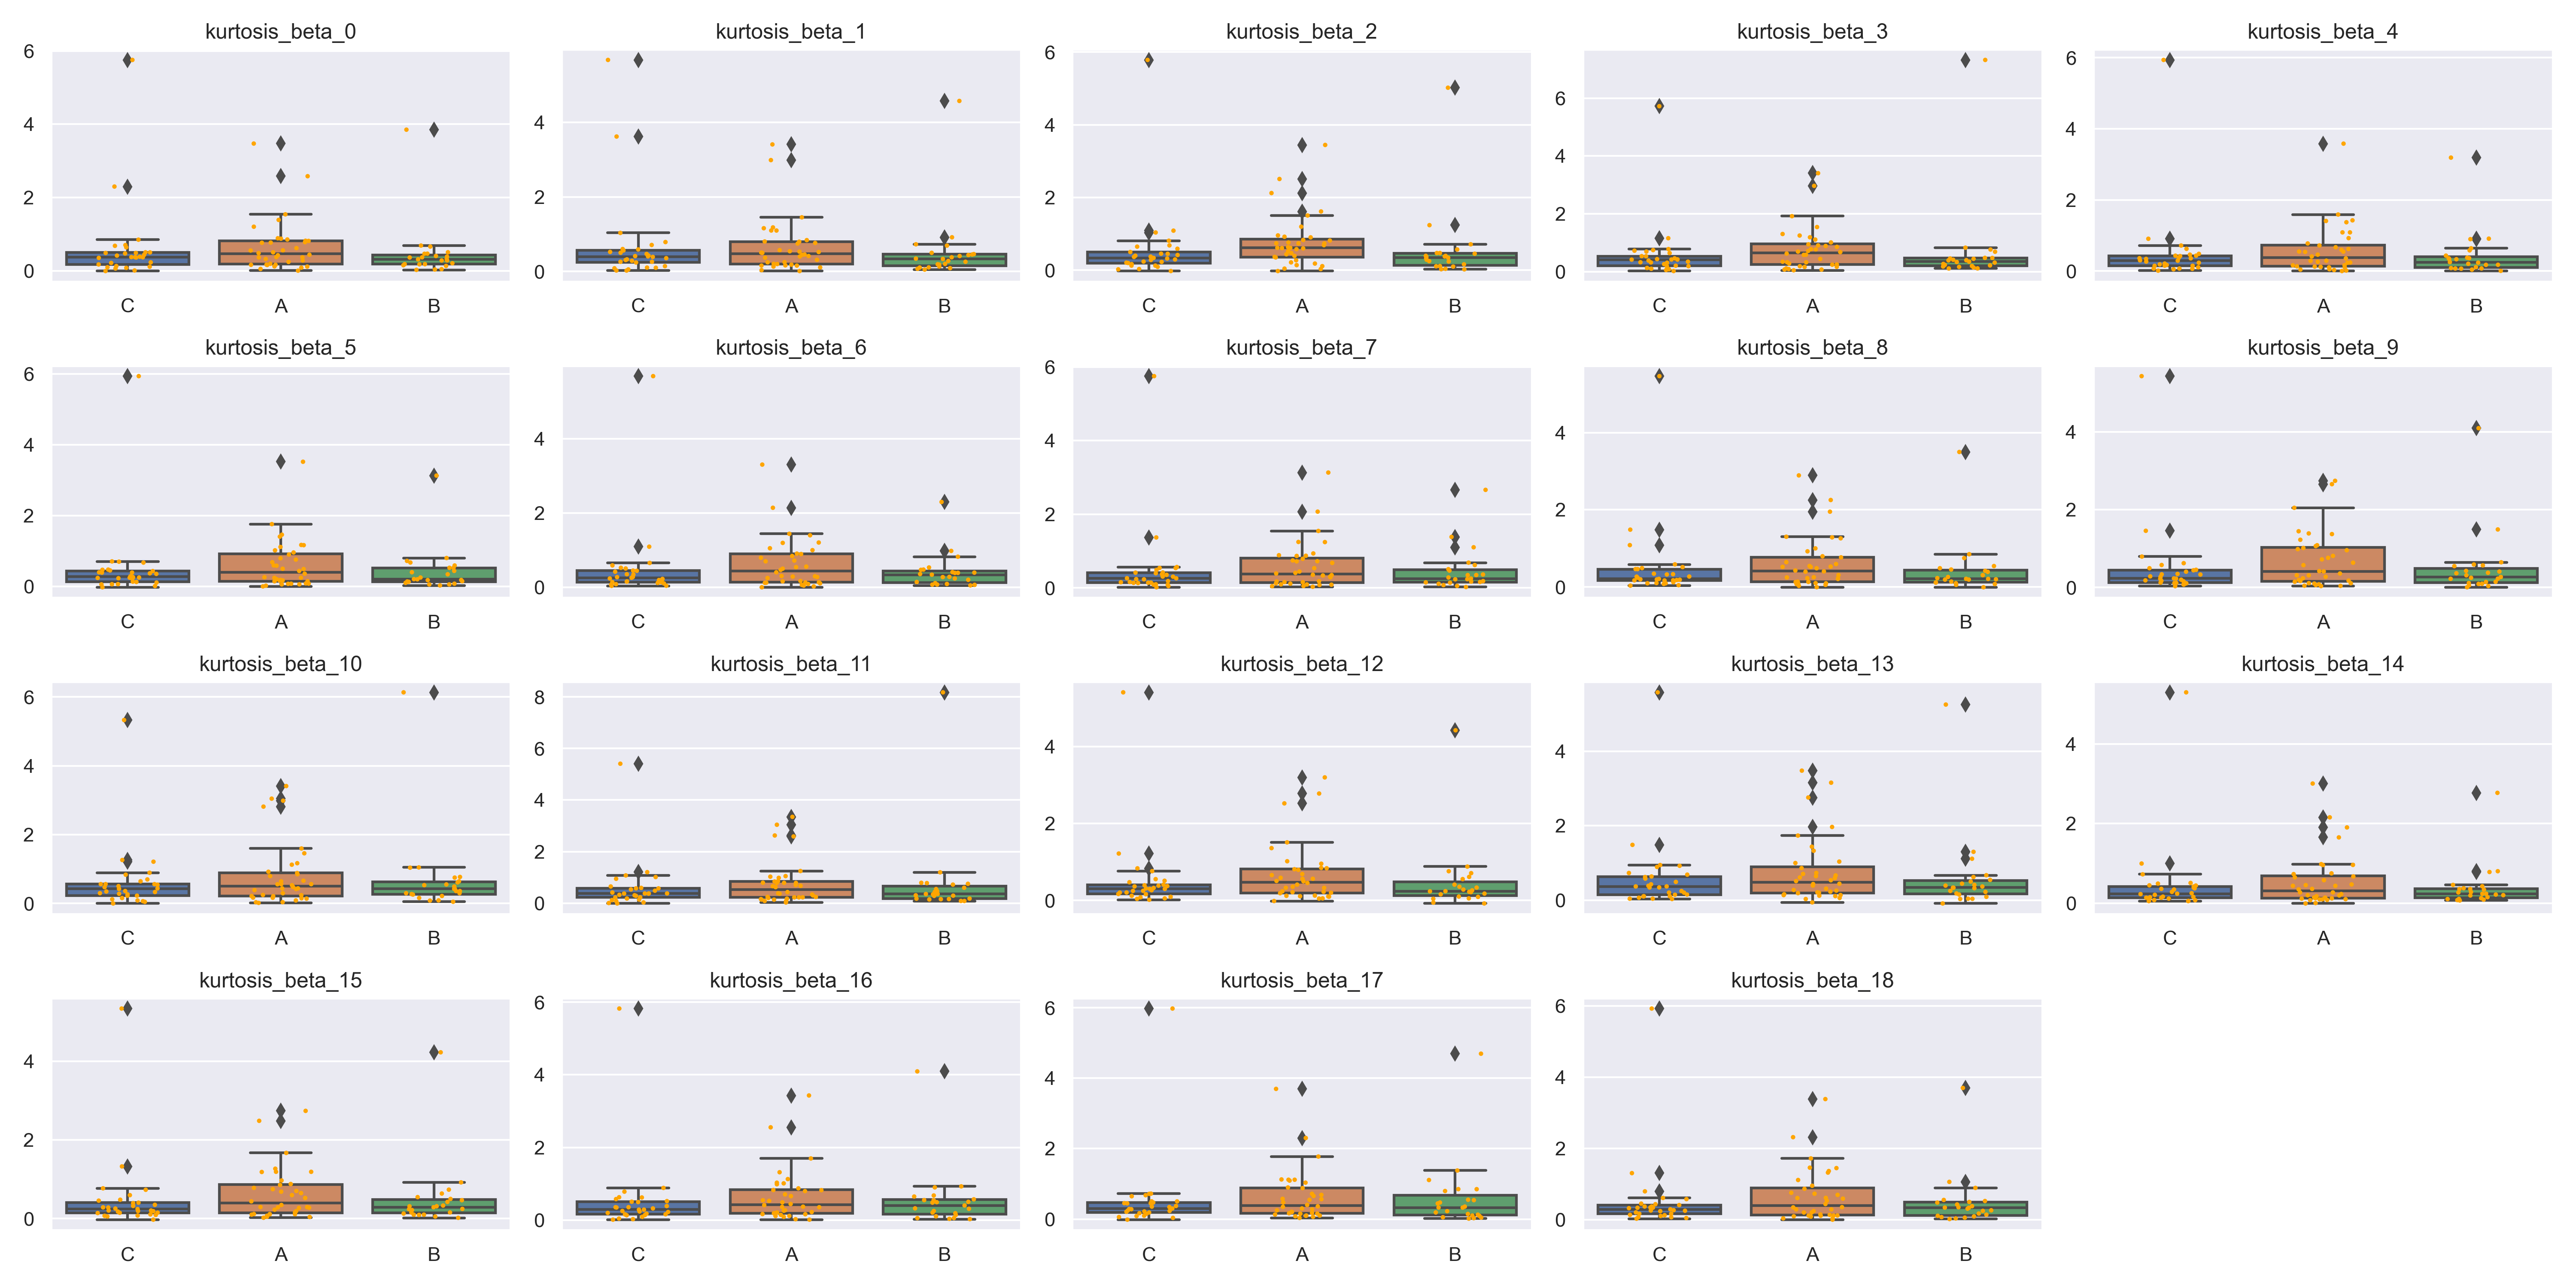 kurtosis_beta_0 kurtosis_beta_1 kurtosis_beta_2 kurtosis_beta_3 kurtosis_beta_4
6 4 2 0
4 2 0
6 4 2 0
6 4 2 0
6 4 2 0
C A B C A B C A B C A B C A B
kurtosis_beta_5 kurtosis_beta_6 kurtosis_beta_7 kurtosis_beta_8 kurtosis_beta_9
6 4 2 0
4 2 0
6 4 2 0
4 2 0
4 2 0
C A B C A B C A B C A B C A B
kurtosis_beta_10 kurtosis_beta_11 kurtosis_beta_12 kurtosis_beta_13 kurtosis_beta_14
6 4 2 0
8 6 4 2 0
4 2 0
4 2 0
4 2 0
C A B C A B C A B C A B C A B
kurtosis_beta_15 kurtosis_beta_16 kurtosis_beta_17 kurtosis_beta_18
4 2 0
6 4 2 0
6 4 2 0
6 4 2 0
C A B C A B C A B C A B